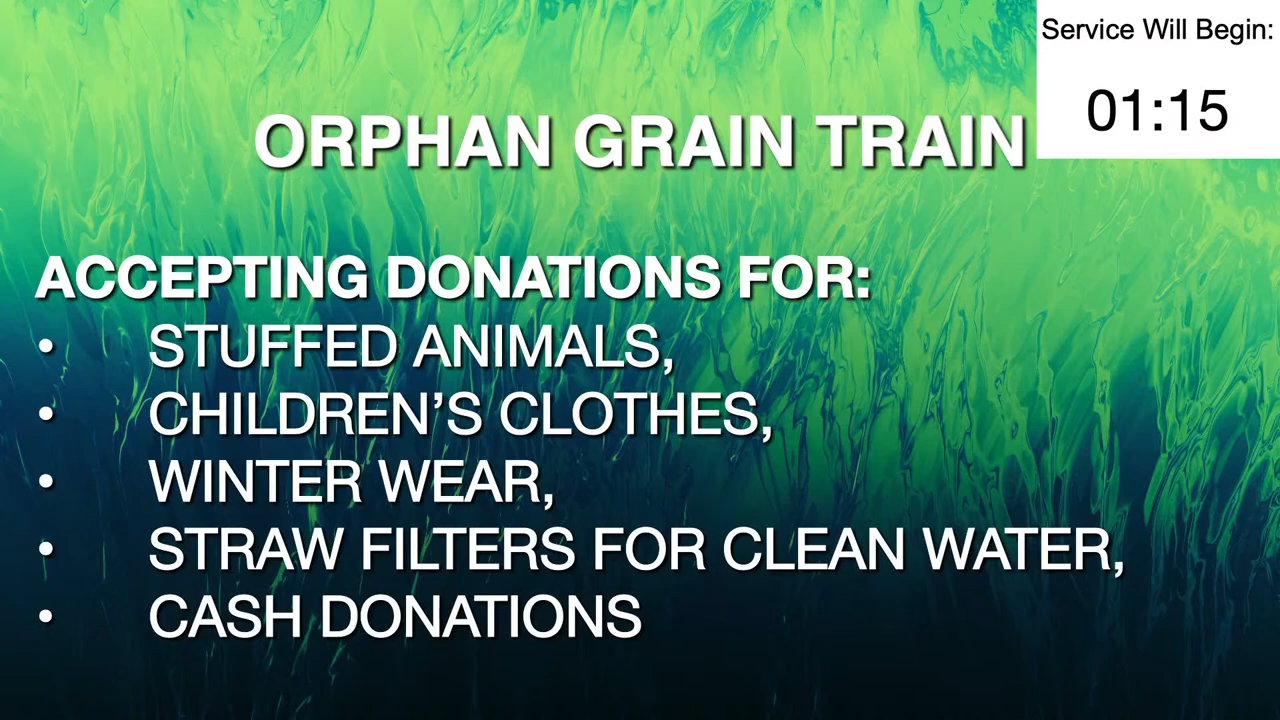 Service Will Begin:
01:15
ORPHAN GRAIN TRAIN
ACCEPTING DONATIONS FOR:
• STUFFED ANIMALS,
• CHILDREN’S CLOTHES,
• WINTER WEAR,
• STRAW FILTERS FOR CLEAN WATER,
• CASH DONATIONS